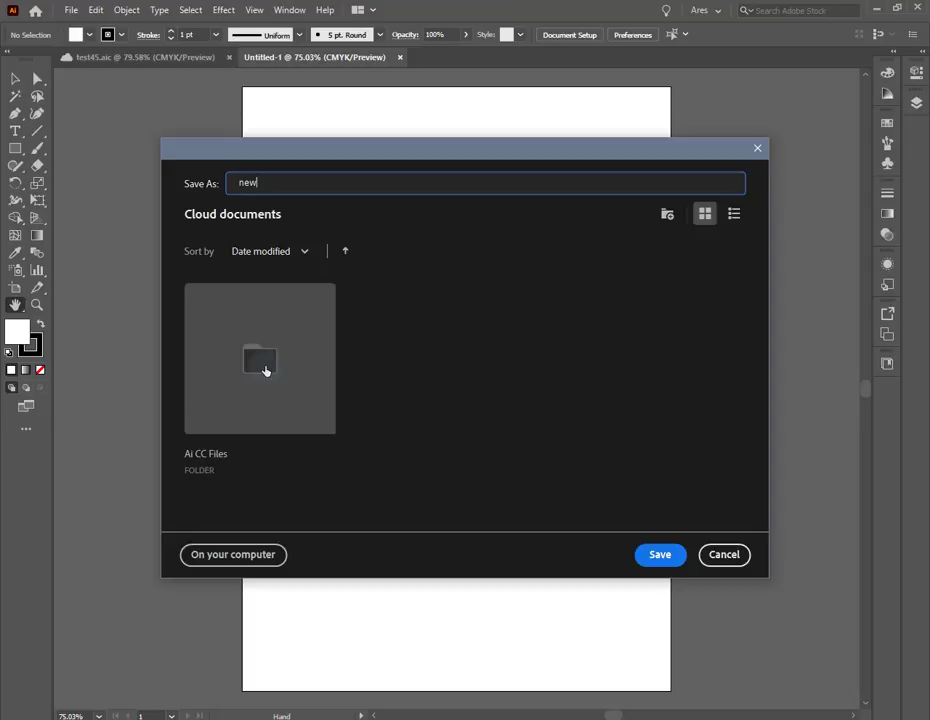 Ai File Edit Object Type Select Effect View Window Help Ares Search Adobe Stock
No Selection Stroke: 1 pt Uniform 5 pt. Round Opacity: 100% Style: Document Setup Preferences
test45.aic @ 79.58% (CMYK/Preview) Untitled-1 @ 75.03% (CMYK/Preview)
Save As: new
Cloud documents
Sort by Date modified
Ai CC Files
FOLDER
On your computer Save Cancel
75.03% 1 Hand